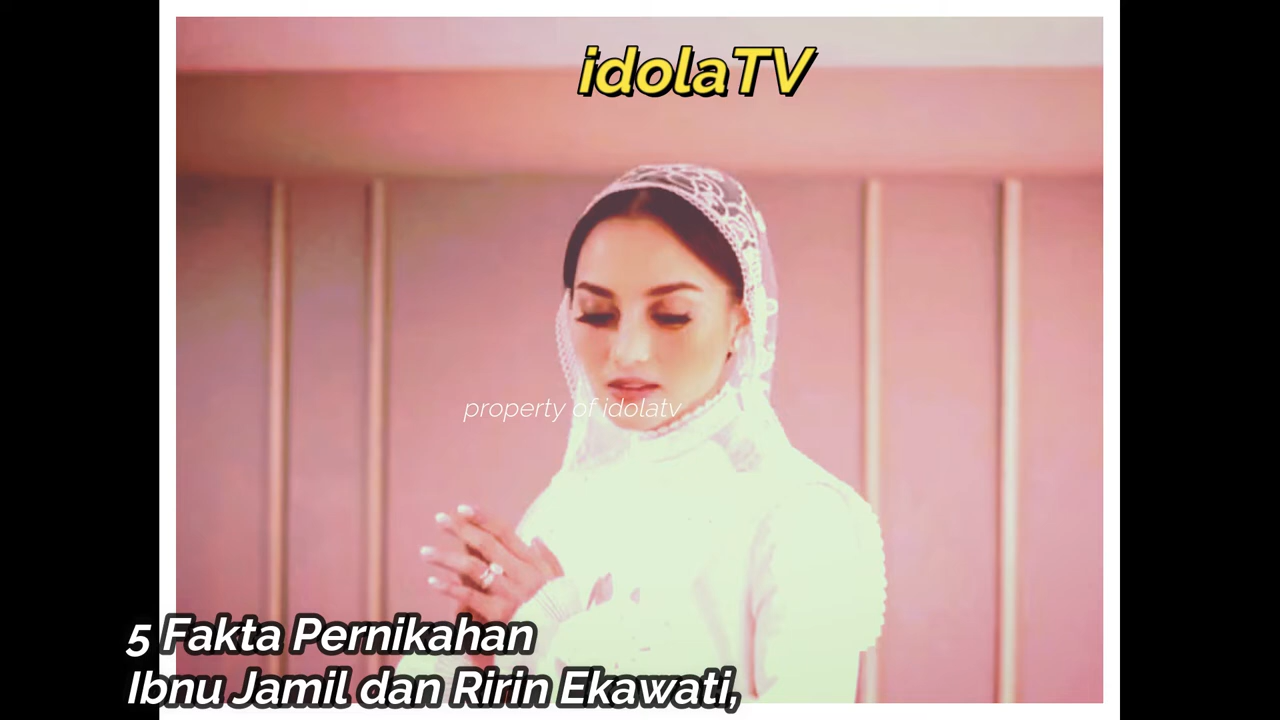 idolaTV
property of idolatv
5 Fakta Pernikahan
Ibnu Jamil dan Ririn Ekawati,